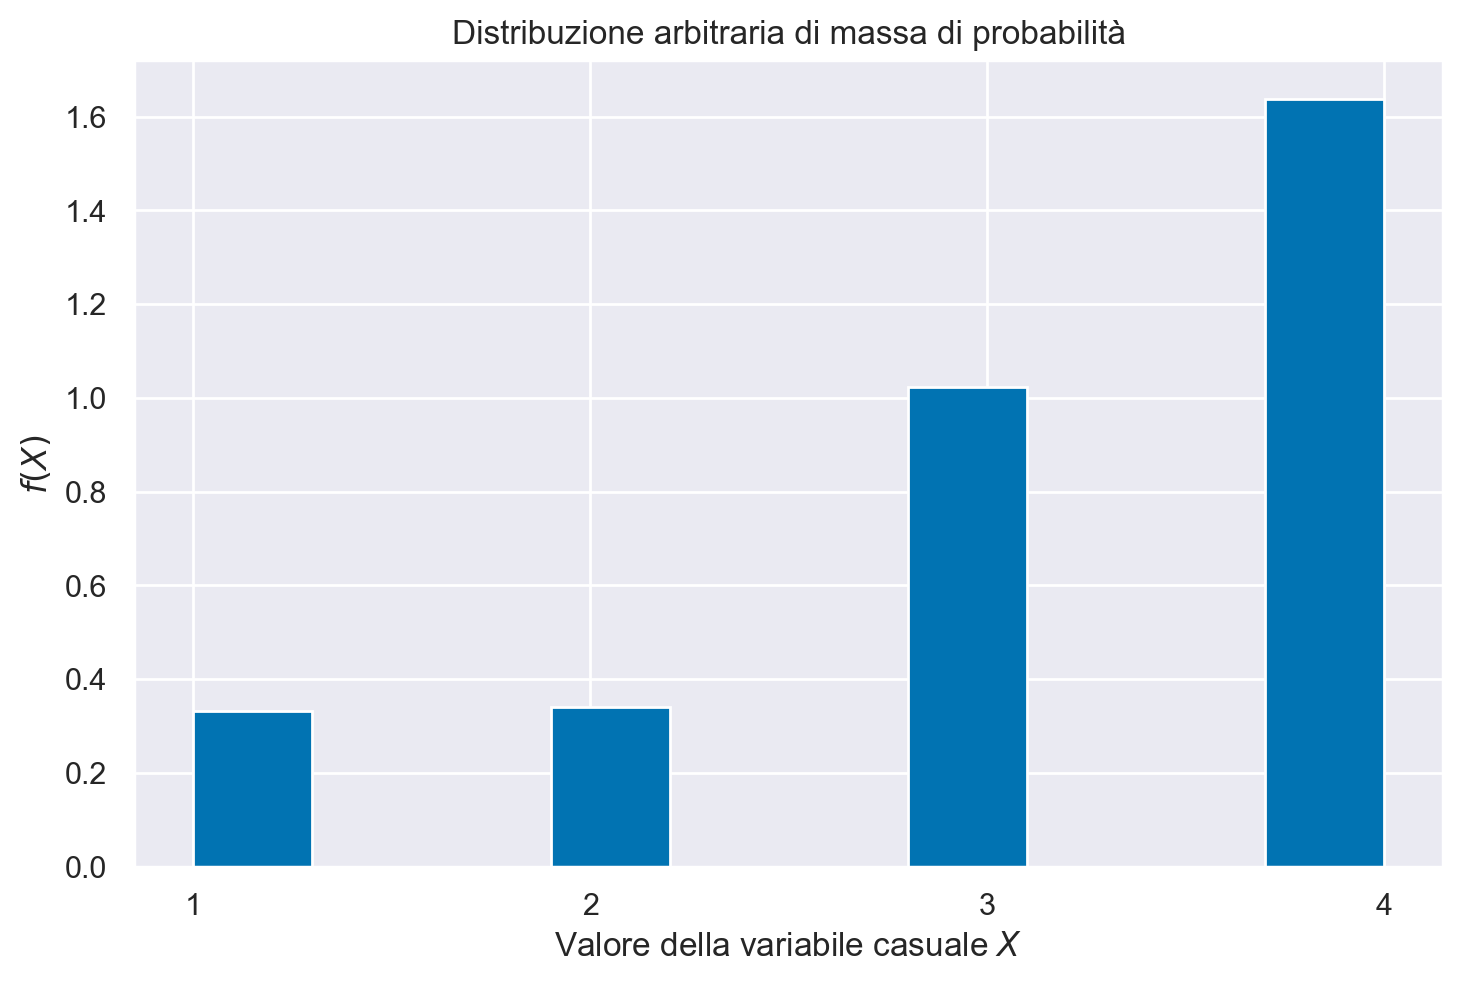 Distribuzione arbitraria di massa di probabilità
1.6
1.4
1.2
1.0
0.8
0.6
0.4
0.2
0.0
f(X)
1 2 3 4
Valore della variabile casuale X